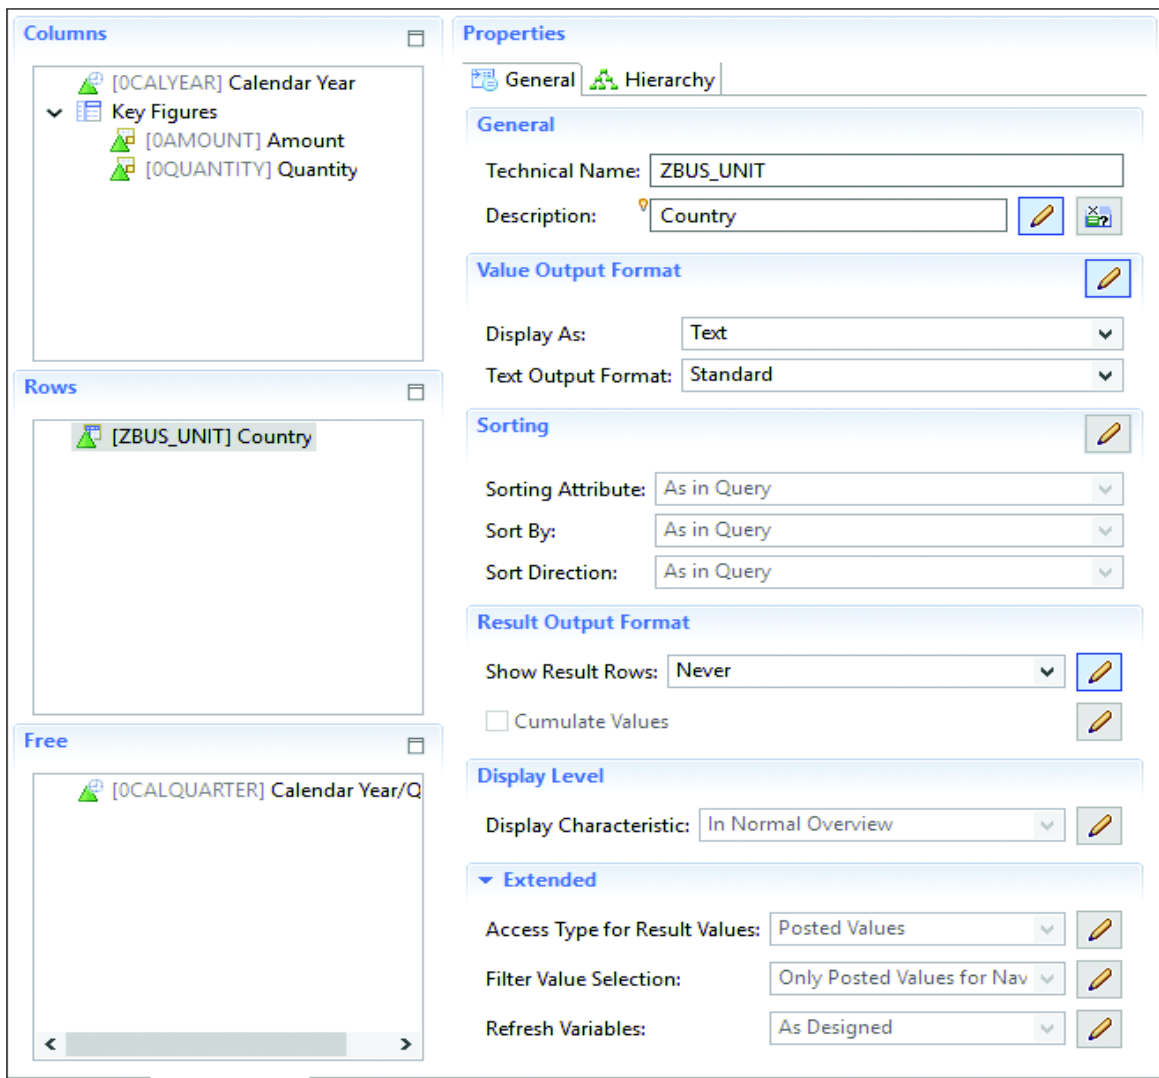 Columns
[0CALYEAR] Calendar Year
Key Figures
[0AMOUNT] Amount
[0QUANTITY] Quantity
Rows
[ZBUS_UNIT] Country
Free
[0CALQUARTER] Calendar Year/Q
Properties
General
Hierarchy
General
Technical Name: ZBUS_UNIT
Description: Country
Value Output Format
Display As: Text
Text Output Format: Standard
Sorting
Sorting Attribute: As in Query
Sort By: As in Query
Sort Direction: As in Query
Result Output Format
Show Result Rows: Never
Cumulate Values
Display Level
Display Characteristic: In Normal Overview
Extended
Access Type for Result Values: Posted Values
Filter Value Selection: Only Posted Values for Nav
Refresh Variables: As Designed